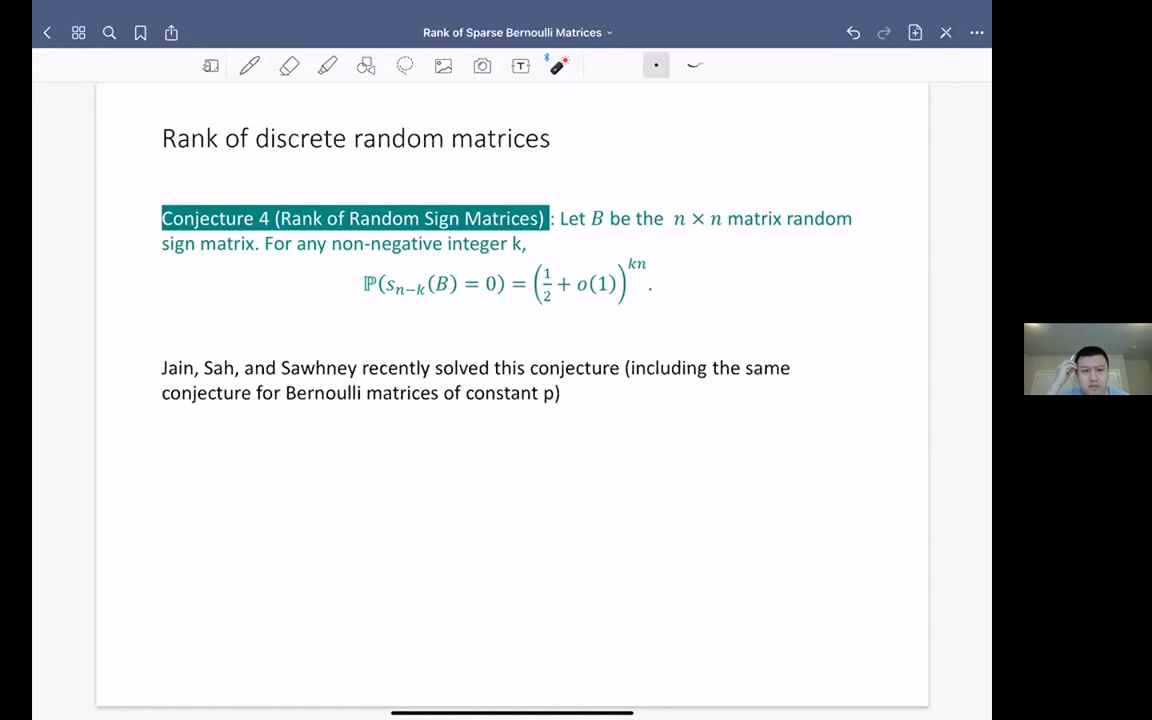 Rank of Sparse Bernoulli Matrices
T
Rank of discrete random matrices
Conjecture 4 (Rank of Random Sign Matrices) : Let B be the n × n matrix random
sign matrix. For any non-negative integer k,
ℙ(s_{n−k}(B) = 0) = (1/2 + o(1))^{kn}.
Jain, Sah, and Sawhney recently solved this conjecture (including the same
conjecture for Bernoulli matrices of constant p)